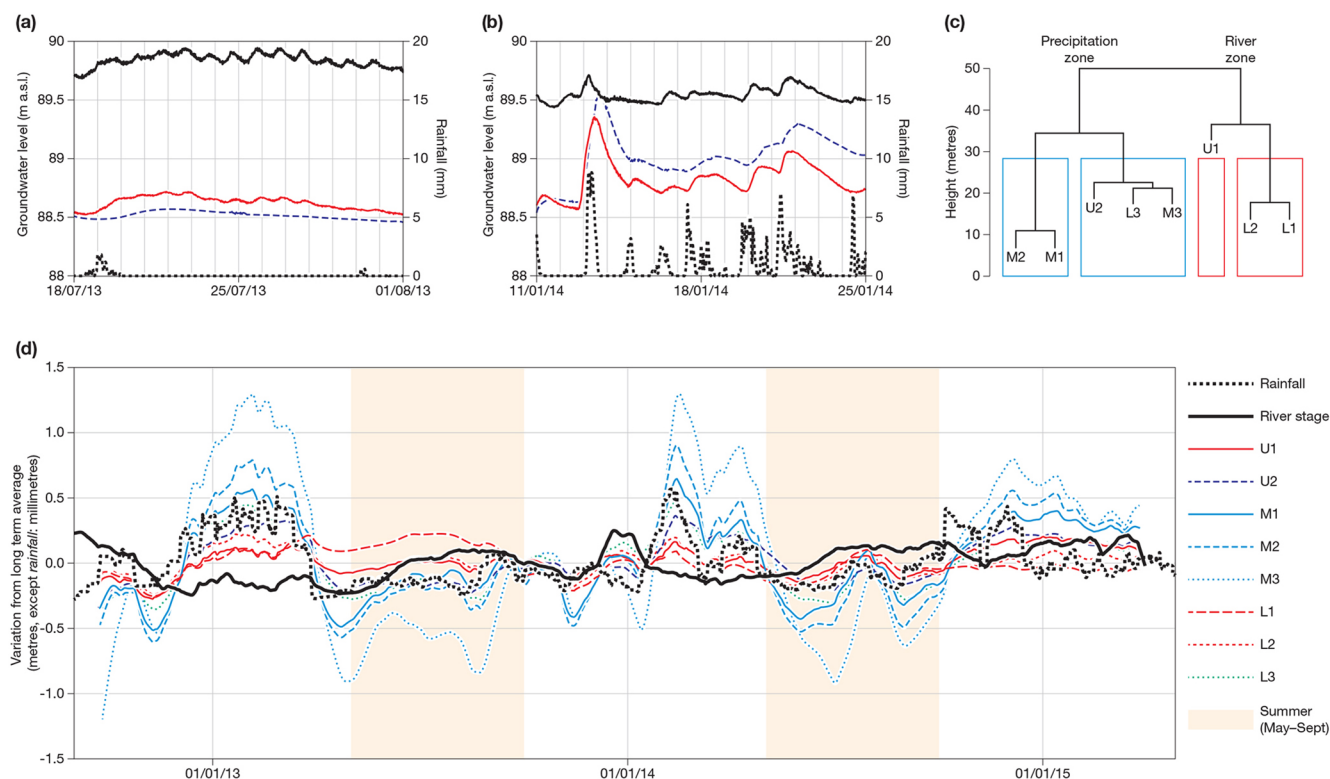 (a)
90
89.5
89
88.5
88
Groundwater level (m a.s.l.)
20
15
10
5
0
Rainfall (mm)
18/07/13
25/07/13
01/08/13
(b)
90
89.5
89
88.5
88
Groundwater level (m a.s.l.)
20
15
10
5
0
Rainfall (mm)
11/01/14
18/01/14
25/01/14
(c)
Precipitation
zone
River
zone
50
40
30
20
10
0
Height (metres)
U1
U2
L3
M3
L2
L1
M2
M1
(d)
1.5
1.0
0.5
0.0
-0.5
-1.0
-1.5
Variation from long term average
(metres, except rainfall: millimetres)
01/01/13
01/01/14
01/01/15
Rainfall
River stage
U1
U2
M1
M2
M3
L1
L2
L3
Summer
(May–Sept)